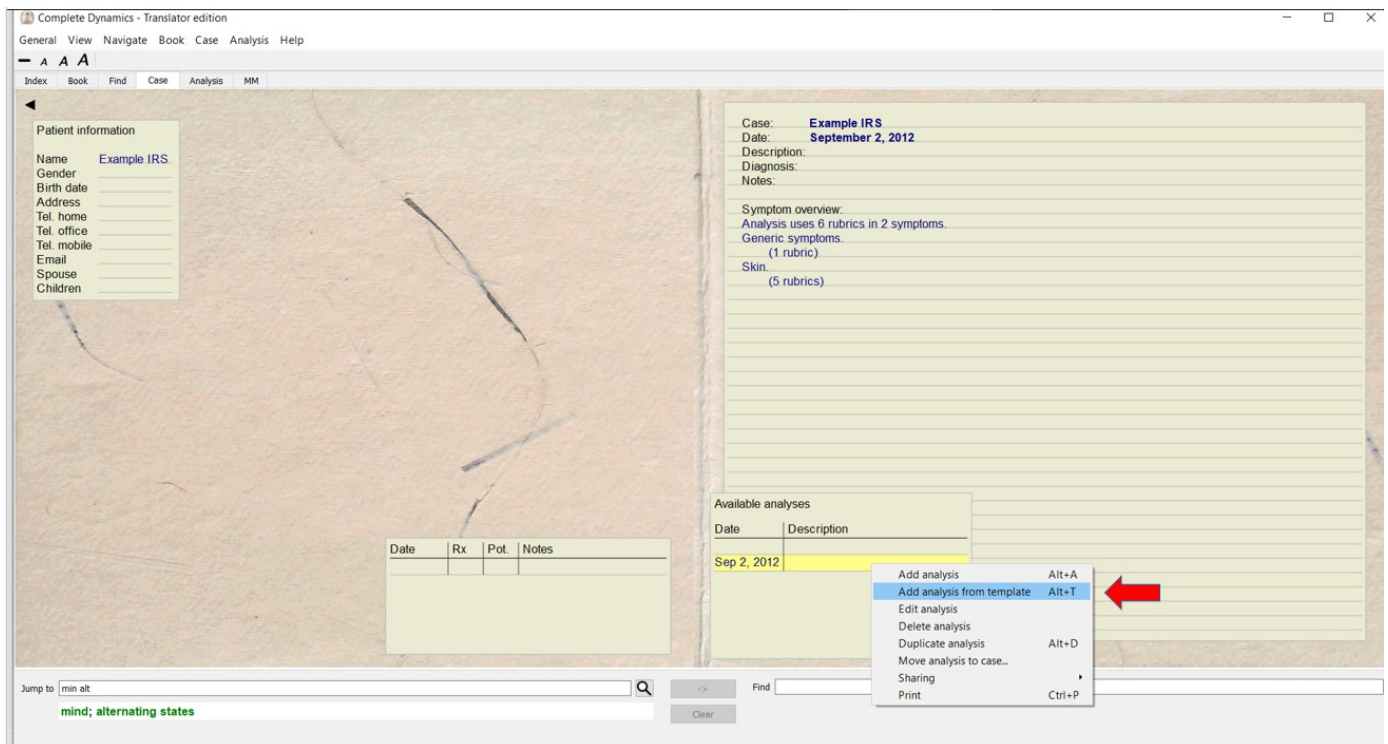 Complete Dynamics - Translator edition
General View Navigate Book Case Analysis Help
A A A
Index Book Find Case Analysis MM
Patient information
Name Example IRS.
Gender
Birth date
Address
Tel. home
Tel. office
Tel. mobile
Email
Spouse
Children
Date Rx Pot. Notes
Case: Example IRS
Date: September 2, 2012
Description:
Diagnosis:
Notes:
Symptom overview:
Analysis uses 6 rubrics in 2 symptoms.
Generic symptoms.
(1 rubric)
Skin.
(5 rubrics)
Available analyses
Date Description
Sep 2, 2012
Add analysis Alt+A
Add analysis from template Alt+T
Edit analysis
Delete analysis
Duplicate analysis Alt+D
Move analysis to case...
Sharing
Print Ctrl+P
Jump to min alt -> Find
mind; alternating states Clear